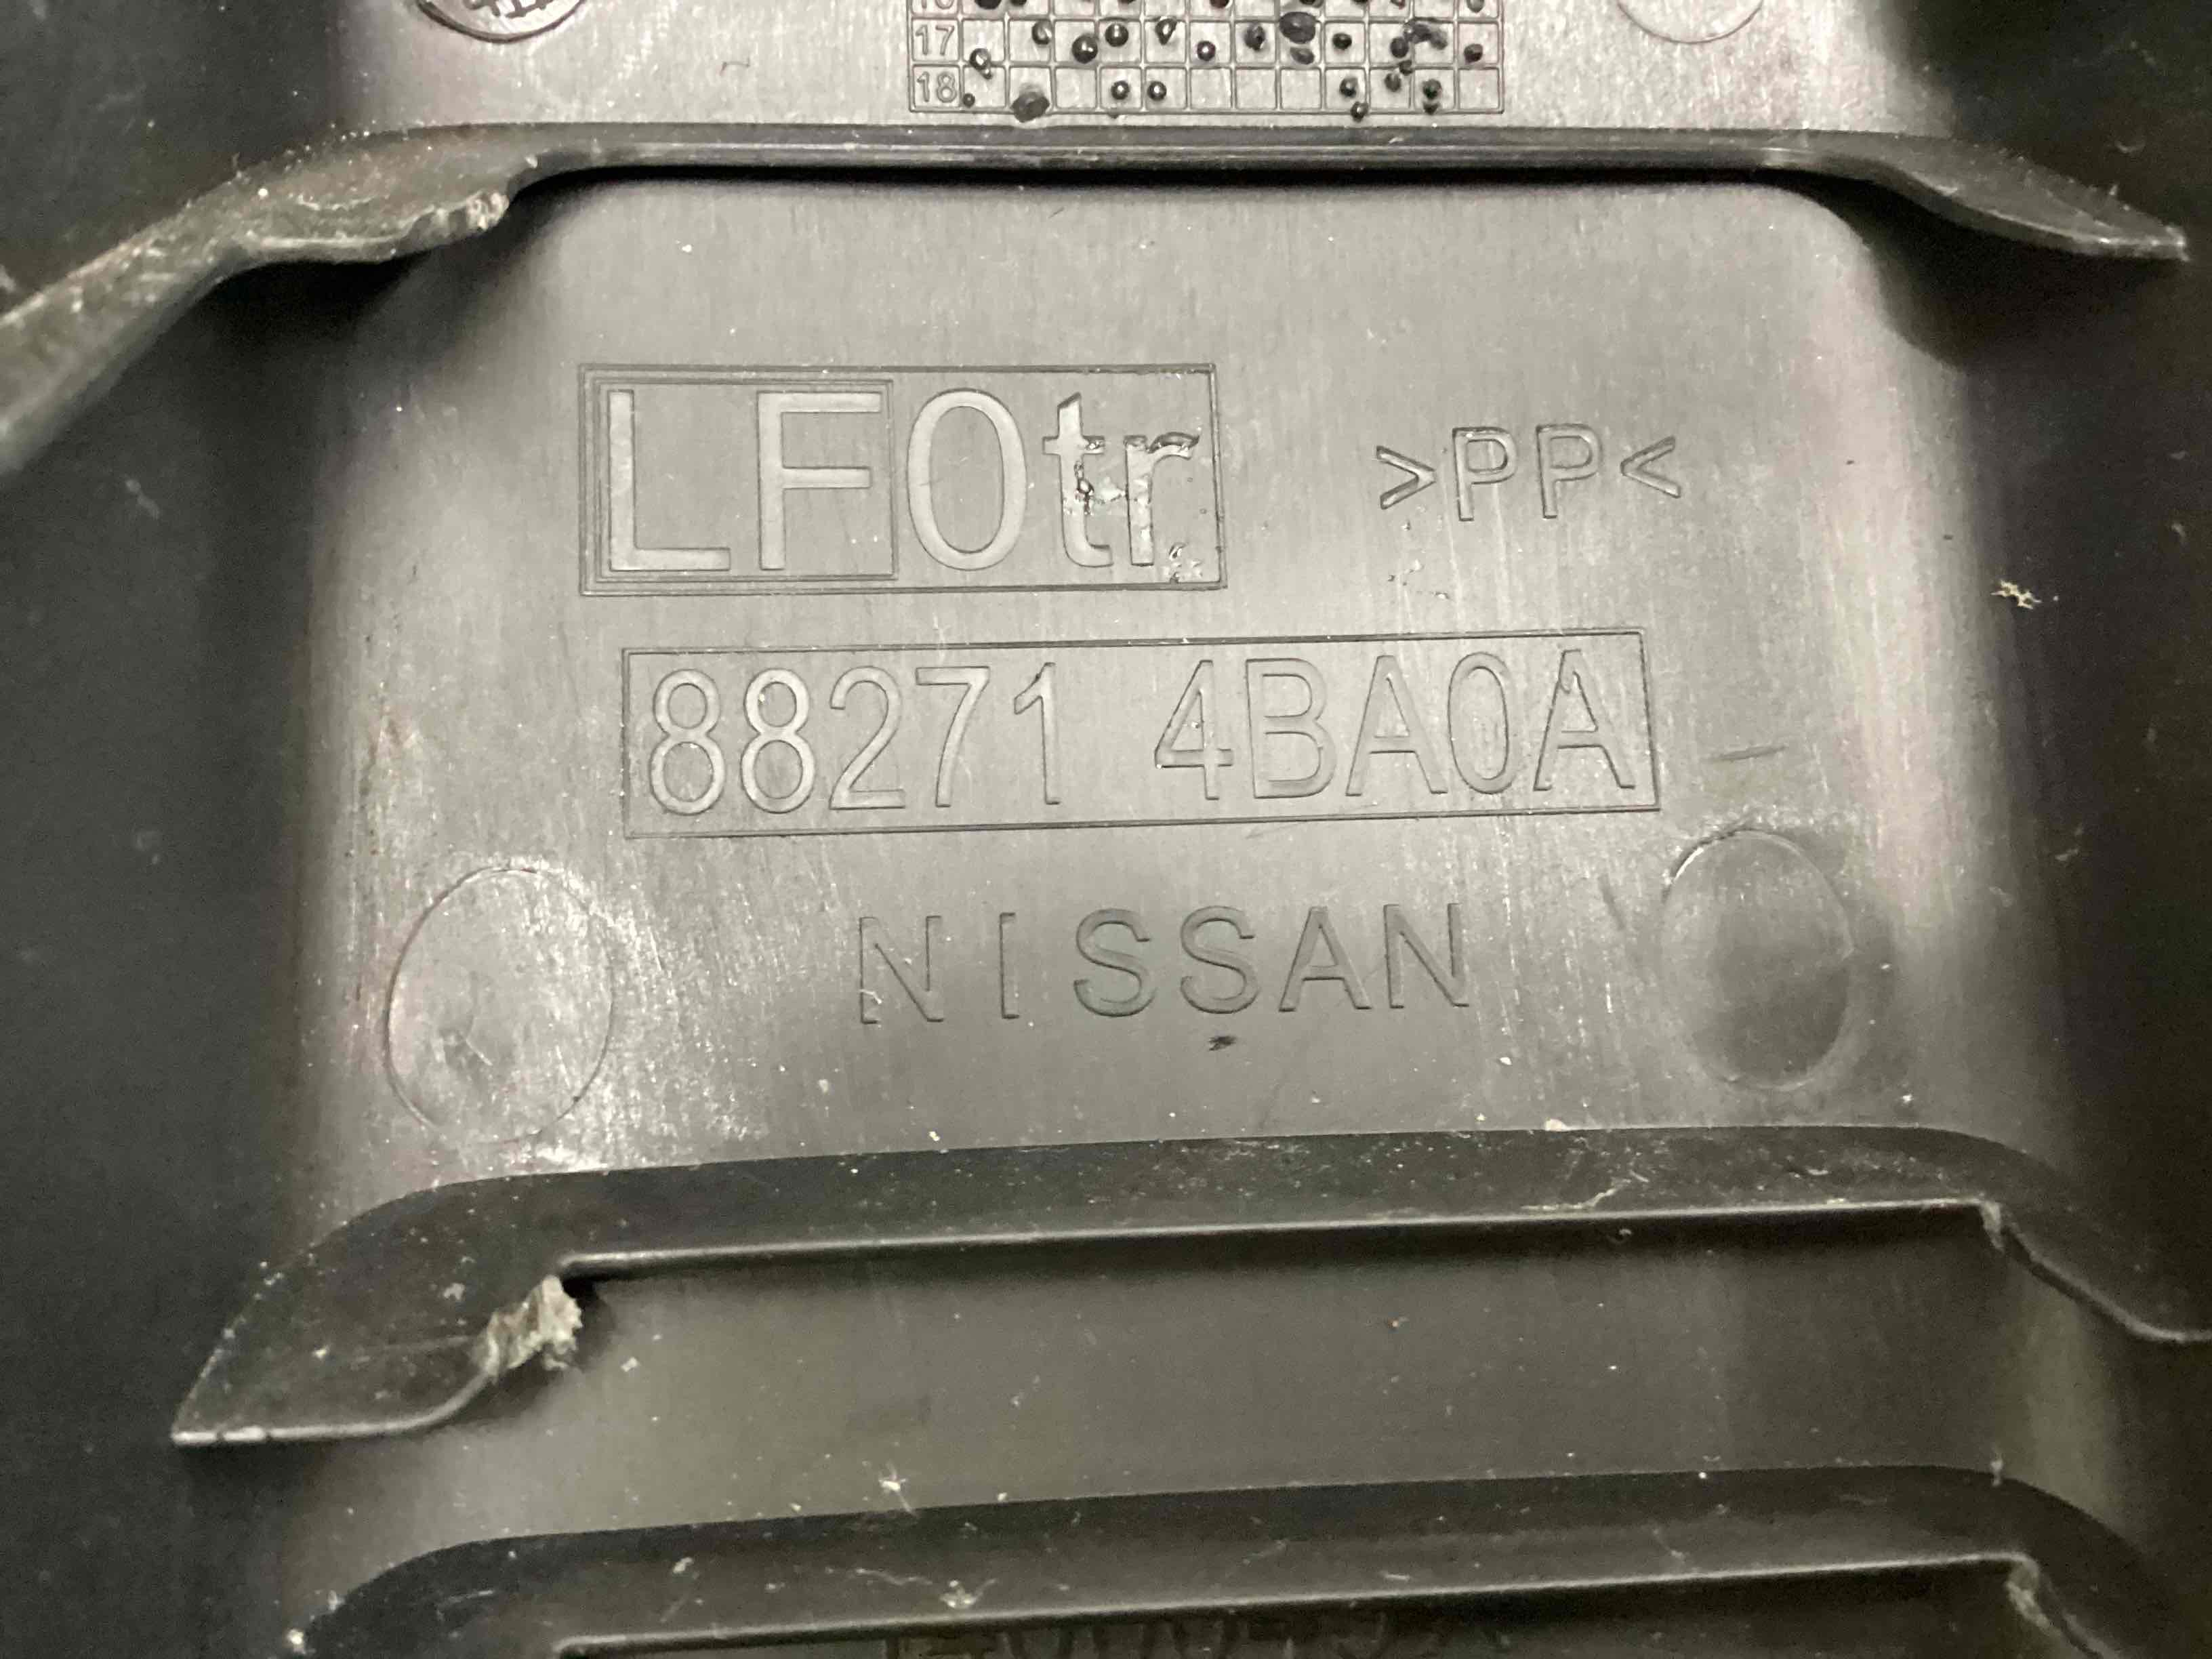 17
18
LF0tr
>PP<
88271 4BA0A
NISSAN